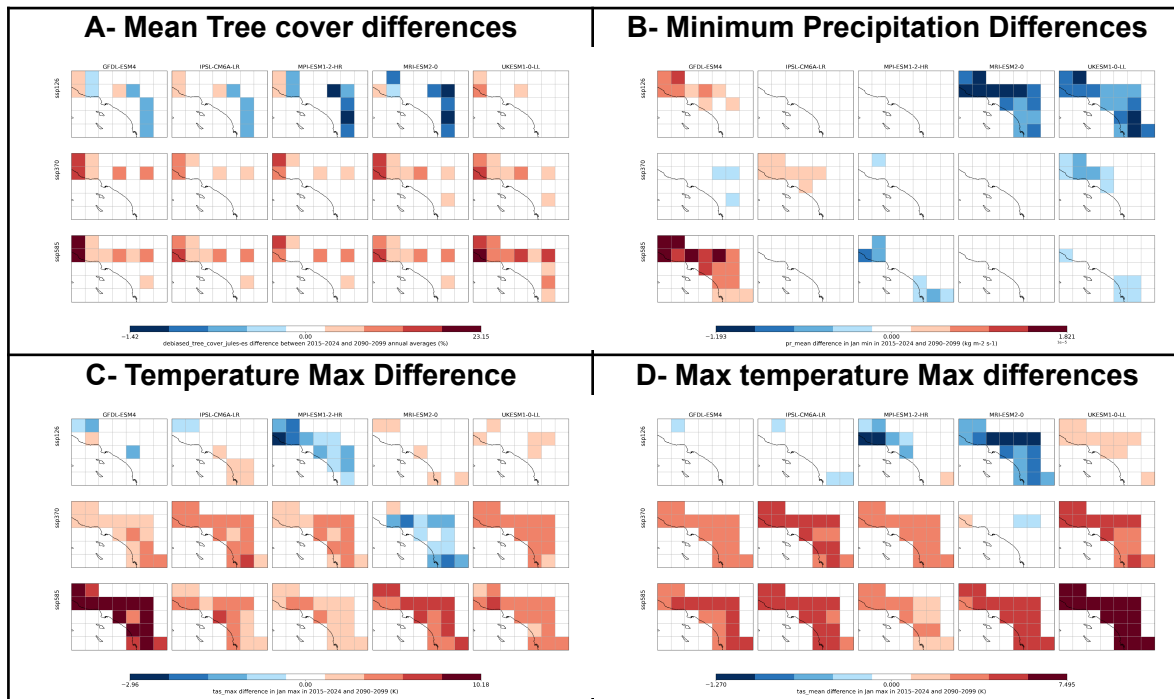 A- Mean Tree cover differences
GFDL-ESM4 IPSL-CM6A-LR MPI-ESM1-2-HR MRI-ESM2-0 UKESM1-0-LL
ssp126
ssp370
ssp585
−1.42 0.00 23.15
debiased_tree_cover_jules-es difference between 2015–2024 and 2090–2099 annual averages (%)
B- Minimum Precipitation Differences
GFDL-ESM4 IPSL-CM6A-LR MPI-ESM1-2-HR MRI-ESM2-0 UKESM1-0-LL
ssp126
ssp370
ssp585
−1.193 0.000 1.821
1e−5
pr_mean difference in Jan min in 2015–2024 and 2090–2099 (kg m-2 s-1)
C- Temperature Max Difference
GFDL-ESM4 IPSL-CM6A-LR MPI-ESM1-2-HR MRI-ESM2-0 UKESM1-0-LL
ssp126
ssp370
ssp585
−2.96 0.00 10.18
tas_max difference in Jan max in 2015–2024 and 2090–2099 (K)
D- Max temperature Max differences
GFDL-ESM4 IPSL-CM6A-LR MPI-ESM1-2-HR MRI-ESM2-0 UKESM1-0-LL
ssp126
ssp370
ssp585
−1.270 0.000 7.495
tas_mean difference in Jan max in 2015–2024 and 2090–2099 (K)